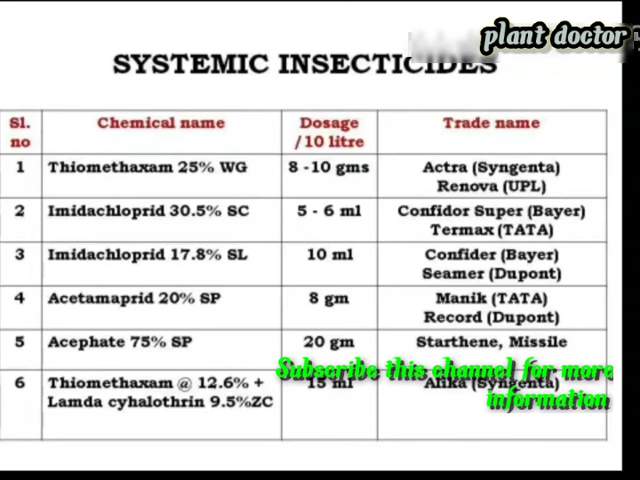 plant doctor
SYSTEMIC INSECTICIDES
Sl. no Chemical name Dosage /10 litre Trade name
1 Thiomethaxam 25% WG 8 -10 gms Actra (Syngenta)
Renova (UPL)
2 Imidachloprid 30.5% SC 5 - 6 ml Confidor Super (Bayer)
Termax (TATA)
3 Imidachloprid 17.8% SL 10 ml Confider (Bayer)
Seamer (Dupont)
4 Acetamaprid 20% SP 8 gm Manik (TATA)
Record (Dupont)
5 Acephate 75% SP 20 gm Starthene, Missile
Subscribe this channel for more
information
6 Thiomethaxam @ 12.6% + 15 ml Alika (Syngenta)
Lamda cyhalothrin 9.5%ZC